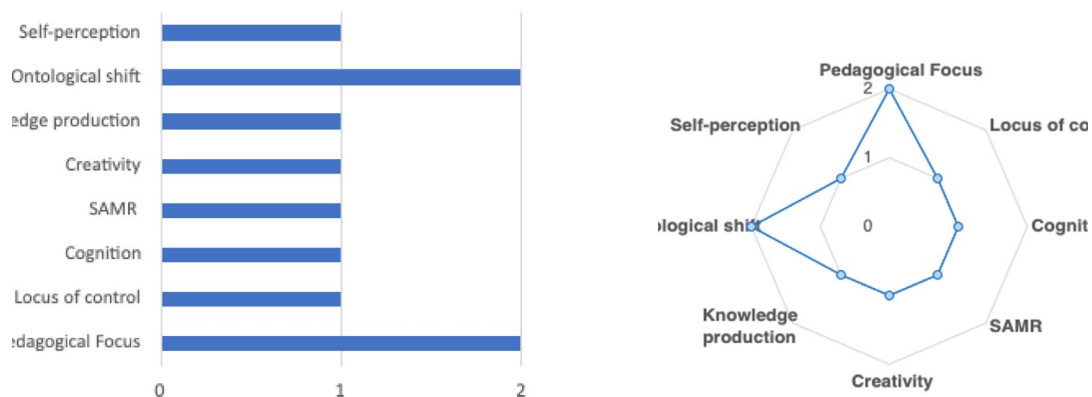 Self-perception
Ontological shift
edge production
Creativity
SAMR
Cognition
Locus of control
edagogical Focus
0 1 2
Pedagogical Focus
2
Self-perception
Locus of co
1
ological shift
0
Cognit
Knowledge
production
SAMR
Creativity